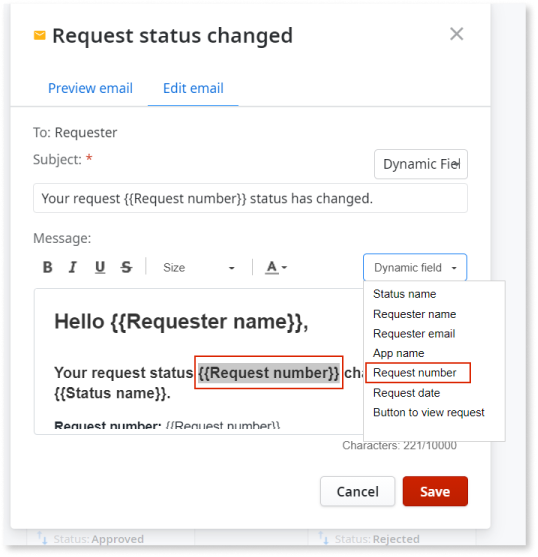 Request status changed
Preview email
Edit email
To: Requester
Subject: *
Dynamic Fiel
Your request {{Request number}} status has changed.
Message:
B I U S Size A Dynamic field
Status name
Requester name
Requester email
App name
Request number
Request date
Button to view request
Hello {{Requester name}},
Your request status {{Request number}} cha
{{Status name}}.
Request number: {{Request number}}
Characters: 221/10000
Cancel
Save
Status: Approved
Status: Rejected